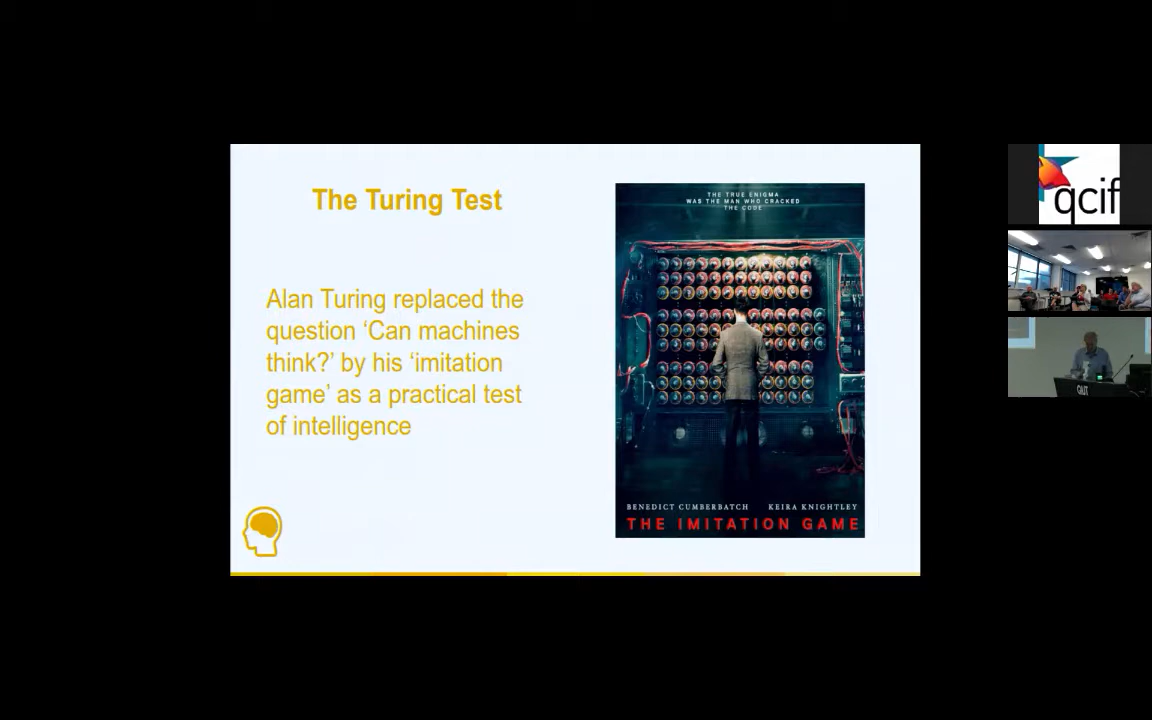 The Turing Test
Alan Turing replaced the
question ‘Can machines
think?’ by his ‘imitation
game’ as a practical test
of intelligence
THE TRUE ENIGMA
WAS THE MAN WHO CRACKED
THE CODE
BENEDICT CUMBERBATCH KEIRA KNIGHTLEY
THE IMITATION GAME
qcif
QUT